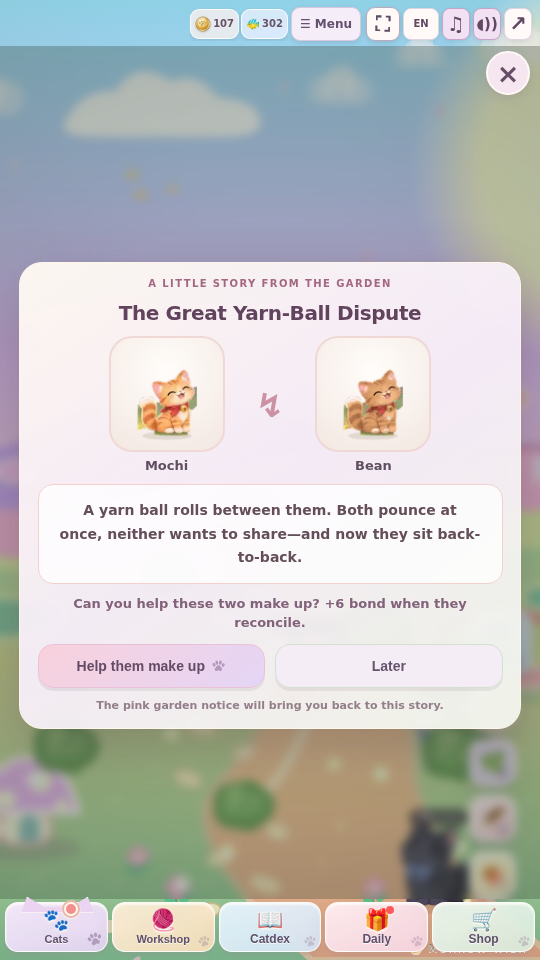 107
302
☰ Menu
EN
A LITTLE STORY FROM THE GARDEN
The Great Yarn-Ball Dispute
Mochi
Bean
A yarn ball rolls between them. Both pounce at
once, neither wants to share—and now they sit back-
to-back.
Can you help these two make up? +6 bond when they
reconcile.
Help them make up
Later
The pink garden notice will bring you back to this story.
Cats
Workshop
Catdex
Daily
Shop